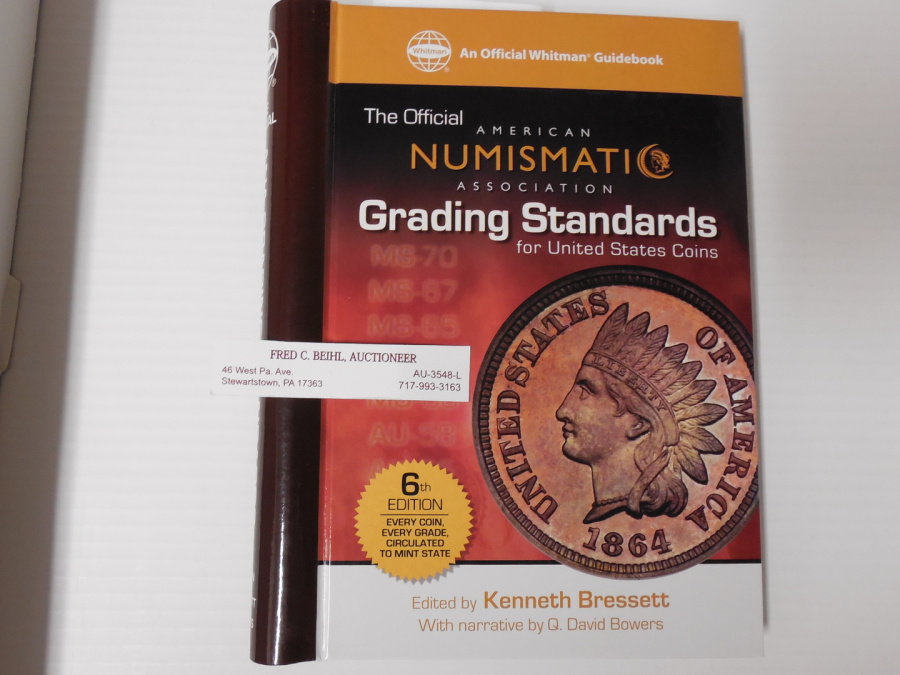 Whitman
An Official Whitman® Guidebook
The Official
AMERICAN
NUMISMATIC
ASSOCIATION
Grading Standards
for United States Coins
MS-70
MS-67
MS-65
FRED C. BEIHL, AUCTIONEER
46 West Pa. Ave. AU-3548-L
Stewartstown, PA 17363 717-993-3163
AU-58
UNITED STATES OF AMERICA
1864
6th
EDITION
EVERY COIN,
EVERY GRADE,
CIRCULATED
TO MINT STATE
Edited by Kenneth Bressett
With narrative by Q. David Bowers